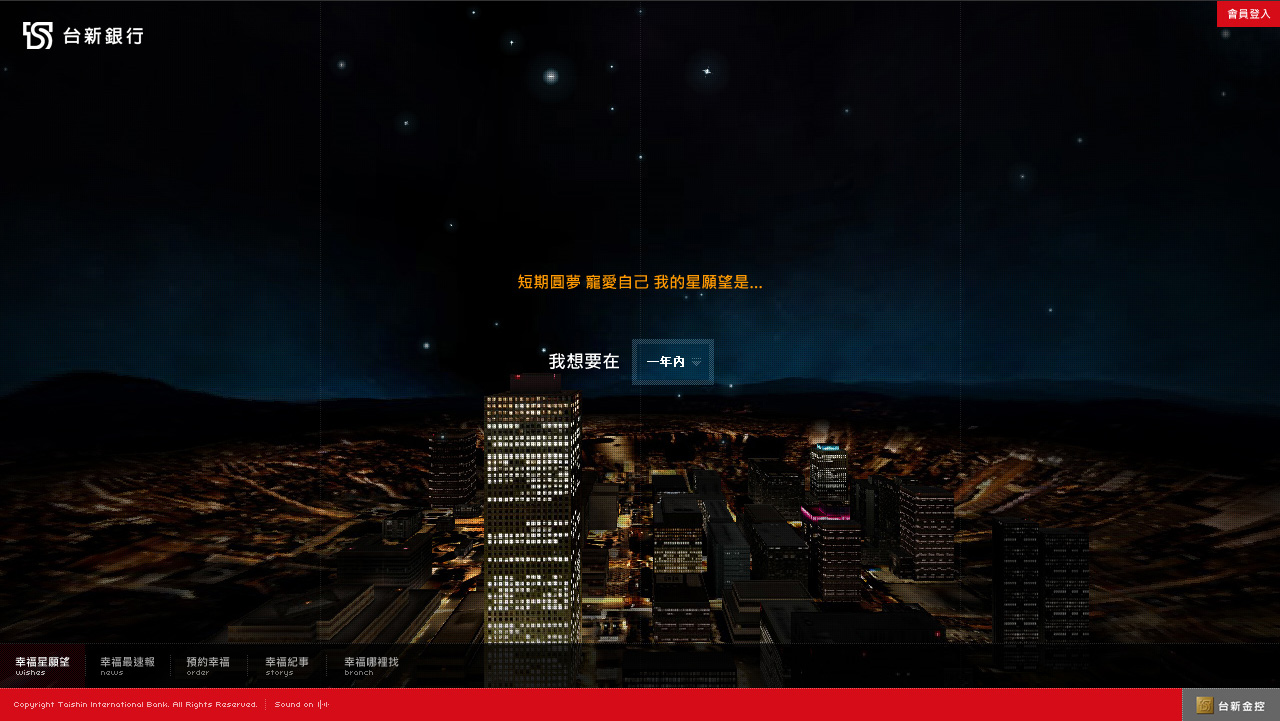 會員登入
台新銀行
短期圓夢 寵愛自己 我的星願望是...
我想要在 一年內
幸福星願望 幸福最速報 預約幸福 幸福紀事 幸福哪裡找
wishes news order storys branch
Copyright Taishin International Bank. All Rights Reserved. Sound on
台新金控